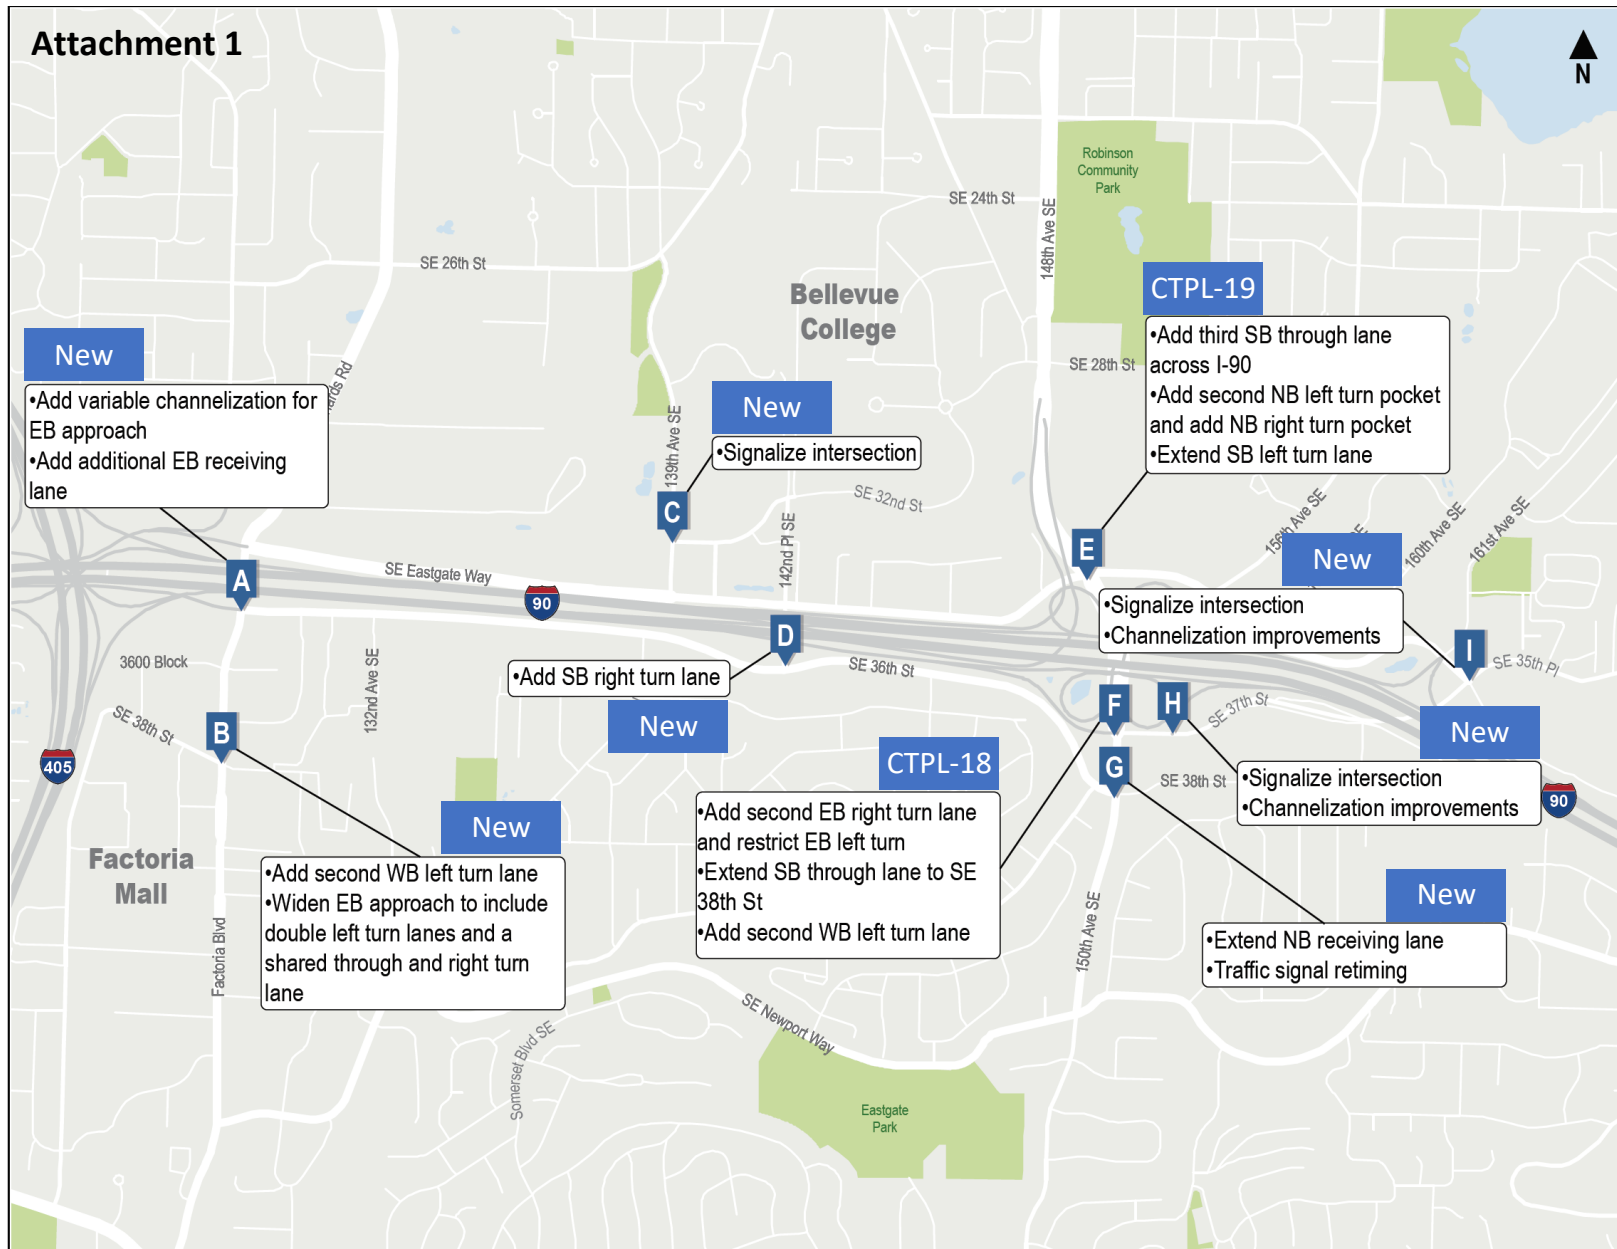 Attachment 1
N
Robinson
Community
Park
SE 24th St
148th Ave SE
SE 26th St
Bellevue
College
CTPL-19
•Add third SB through lane
across I-90
•Add second NB left turn pocket
and add NB right turn pocket
•Extend SB left turn lane
SE 28th St
New
•Add variable channelization for
EB approach
•Add additional EB receiving
lane
ards Rd
New
•Signalize intersection
139th Ave SE
C
SE 32nd St
142nd Pl SE
E
156th Ave SE
160th Ave SE
161st Ave SE
New
•Signalize intersection
•Channelization improvements
A
SE Eastgate Way
90
D
I
SE 35th Pl
3600 Block
132nd Ave SE
•Add SB right turn lane
New
SE 36th St
F
H
SE 37th St
New
•Signalize intersection
•Channelization improvements
SE 38th St
B
405
G
SE 38th St
90
CTPL-18
•Add second EB right turn lane
and restrict EB left turn
•Extend SB through lane to SE
38th St
•Add second WB left turn lane
New
•Add second WB left turn lane
•Widen EB approach to include
double left turn lanes and a
shared through and right turn
lane
Factoria
Mall
Factoria Blvd
150th Ave SE
New
•Extend NB receiving lane
•Traffic signal retiming
SE Newport Way
Somerset Blvd SE
Eastgate
Park